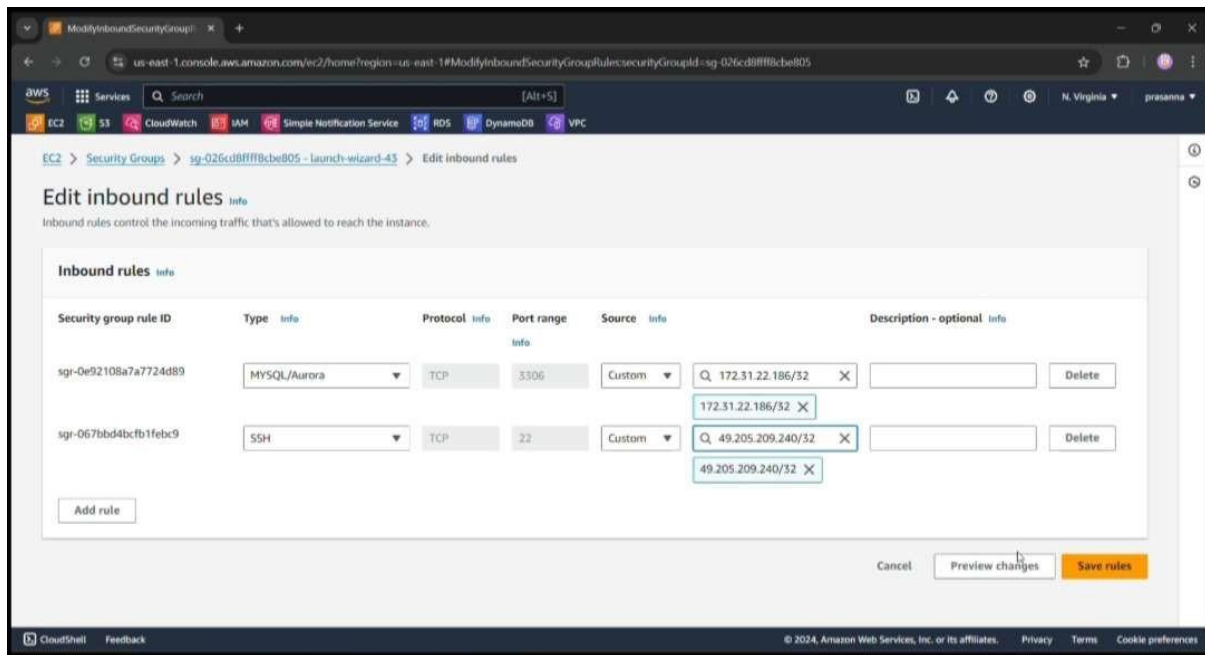 ModifyInboundSecurityGroupR
us-east-1.console.aws.amazon.com/ec2/home?region=us-east-1#ModifyInboundSecurityGroupRules:securityGroupId=sg-026cd8ffff8cbe805
aws Services Search [Alt+S] N. Virginia prasanna
EC2 S3 CloudWatch IAM Simple Notification Service RDS DynamoDB VPC
EC2 > Security Groups > sg-026cd8ffff8cbe805 - launch-wizard-43 > Edit inbound rules
Edit inbound rules Info
Inbound rules control the incoming traffic that's allowed to reach the instance.
Inbound rules Info
Security group rule ID Type Info Protocol Info Port range Info Source Info Description - optional Info
sgr-0e92108a7a7724d89 MYSQL/Aurora TCP 3306 Custom 172.31.22.186/32 Delete
172.31.22.186/32
sgr-067bbd4bcfb1febc9 SSH TCP 22 Custom 49.205.209.240/32 Delete
49.205.209.240/32
Add rule
Cancel Preview changes Save rules
CloudShell Feedback © 2024, Amazon Web Services, Inc. or its affiliates. Privacy Terms Cookie preferences